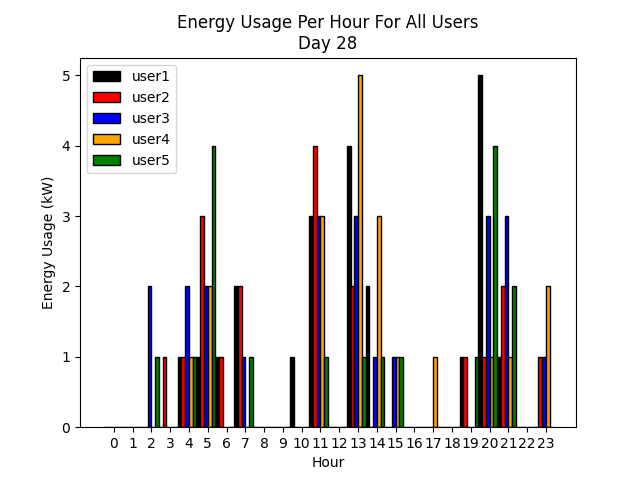 Energy Usage Per Hour For All Users
Day 28
user1
user2
user3
user4
user5
Energy Usage (kW)
5
4
3
2
1
0
0 1 2 3 4 5 6 7 8 9 10 11 12 13 14 15 16 17 18 19 20 21 22 23
Hour